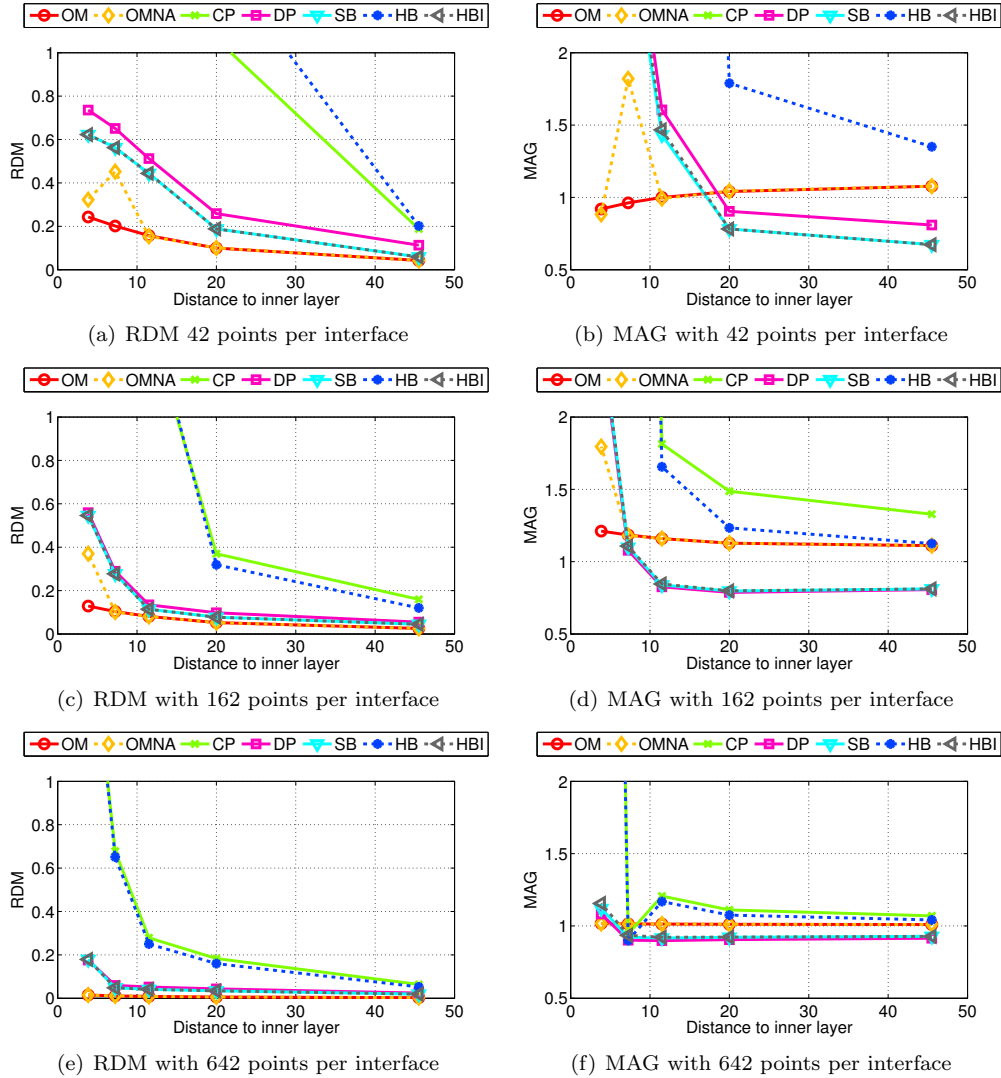 OM OMNA CP DP SB HB HBI
OM OMNA CP DP SB HB HBI
1
0.8
0.6
0.4
0.2
0
RDM
0 10 20 30 40 50
Distance to inner layer
2
1.5
1
0.5
MAG
0 10 20 30 40 50
Distance to inner layer
(a) RDM 42 points per interface
(b) MAG with 42 points per interface
OM OMNA CP DP SB HB HBI
OM OMNA CP DP SB HB HBI
1
0.8
0.6
0.4
0.2
0
RDM
0 10 20 30 40 50
Distance to inner layer
2
1.5
1
0.5
MAG
0 10 20 30 40 50
Distance to inner layer
(c) RDM with 162 points per interface
(d) MAG with 162 points per interface
OM OMNA CP DP SB HB HBI
OM OMNA CP DP SB HB HBI
1
0.8
0.6
0.4
0.2
0
RDM
0 10 20 30 40 50
Distance to inner layer
2
1.5
1
0.5
MAG
0 10 20 30 40 50
Distance to inner layer
(e) RDM with 642 points per interface
(f) MAG with 642 points per interface